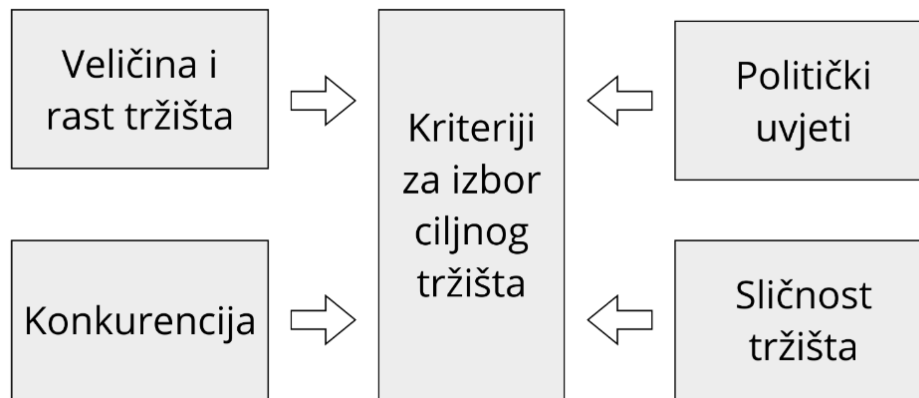 Veličina i
rast tržišta
Konkurencija
Kriteriji
za izbor
ciljnog
tržišta
Politički
uvjeti
Sličnost
tržišta